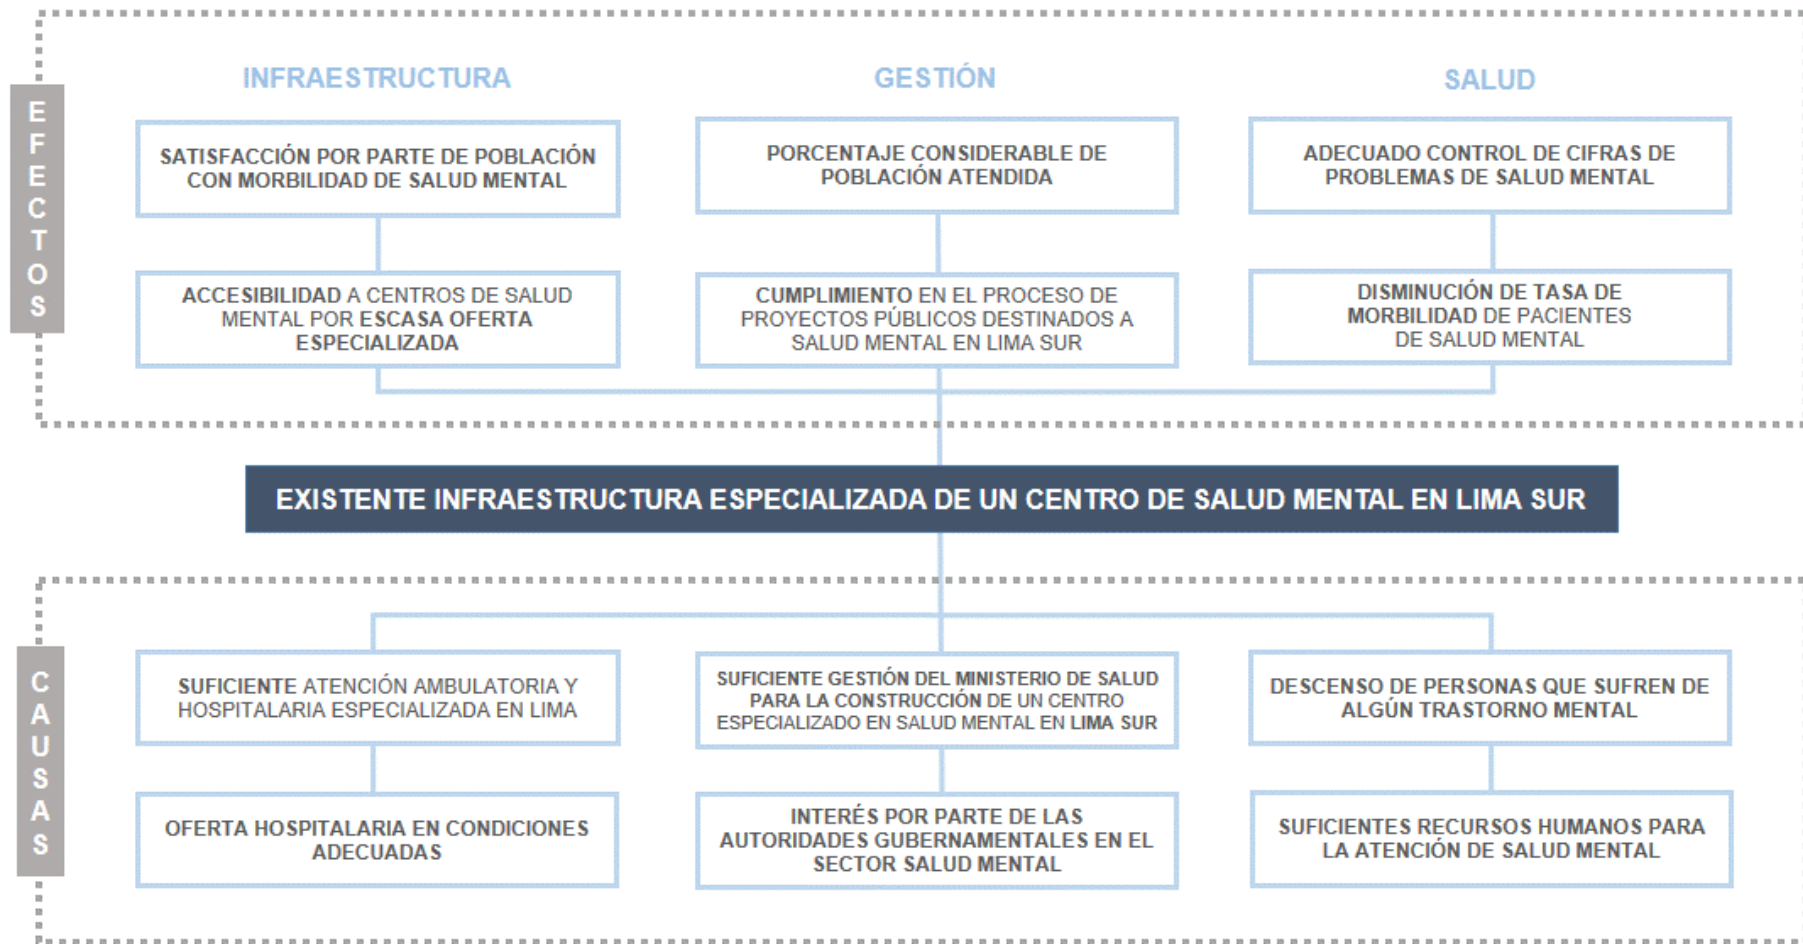 EFECTOS
INFRAESTRUCTURA
GESTIÓN
SALUD
SATISFACCIÓN POR PARTE DE POBLACIÓN
CON MORBILIDAD DE SALUD MENTAL
PORCENTAJE CONSIDERABLE DE
POBLACIÓN ATENDIDA
ADECUADO CONTROL DE CIFRAS DE
PROBLEMAS DE SALUD MENTAL
ACCESIBILIDAD A CENTROS DE SALUD
MENTAL POR ESCASA OFERTA
ESPECIALIZADA
CUMPLIMIENTO EN EL PROCESO DE
PROYECTOS PÚBLICOS DESTINADOS A
SALUD MENTAL EN LIMA SUR
DISMINUCIÓN DE TASA DE
MORBILIDAD DE PACIENTES
DE SALUD MENTAL
EXISTENTE INFRAESTRUCTURA ESPECIALIZADA DE UN CENTRO DE SALUD MENTAL EN LIMA SUR
CAUSAS
SUFICIENTE ATENCIÓN AMBULATORIA Y
HOSPITALARIA ESPECIALIZADA EN LIMA
SUFICIENTE GESTIÓN DEL MINISTERIO DE SALUD
PARA LA CONSTRUCCIÓN DE UN CENTRO
ESPECIALIZADO EN SALUD MENTAL EN LIMA SUR
DESCENSO DE PERSONAS QUE SUFREN DE
ALGÚN TRASTORNO MENTAL
OFERTA HOSPITALARIA EN CONDICIONES
ADECUADAS
INTERÉS POR PARTE DE LAS
AUTORIDADES GUBERNAMENTALES EN EL
SECTOR SALUD MENTAL
SUFICIENTES RECURSOS HUMANOS PARA
LA ATENCIÓN DE SALUD MENTAL